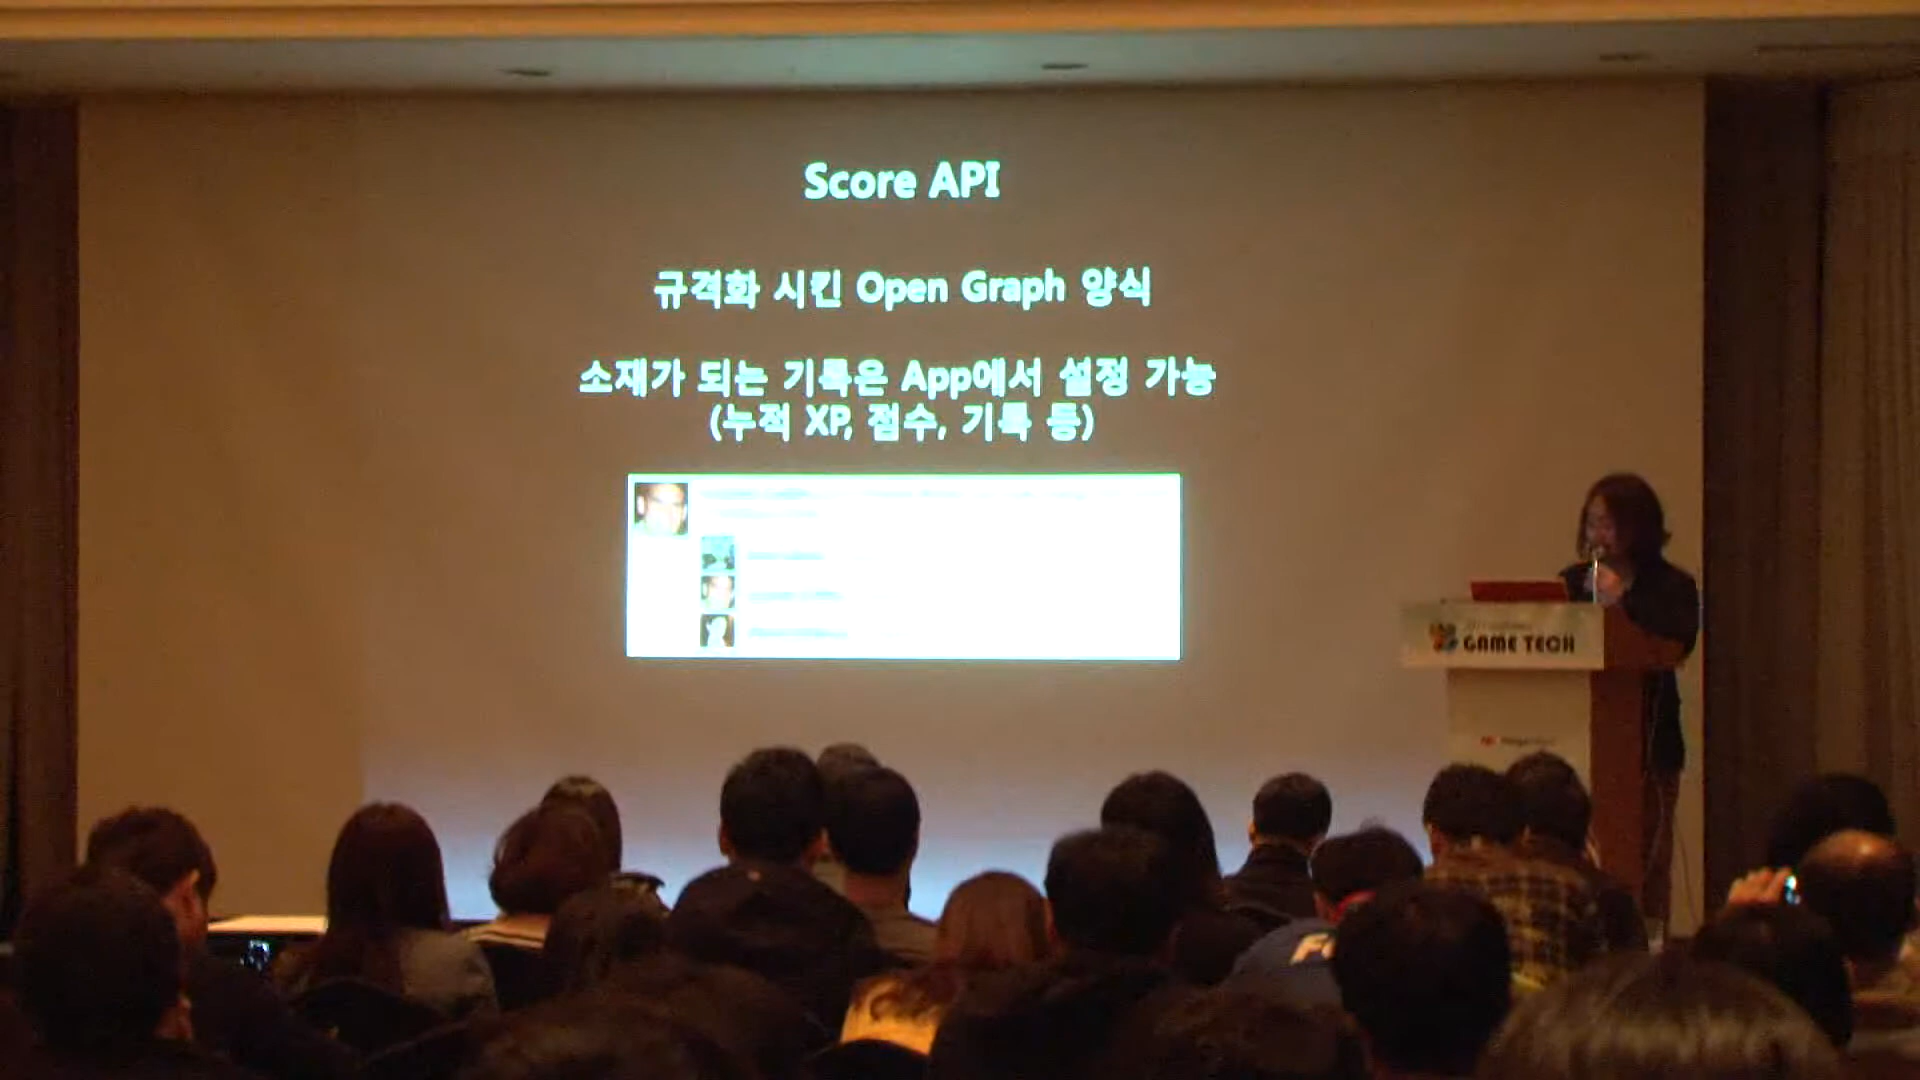 Score API
규격화 시킨 Open Graph 양식
소재가 되는 기록은 App에서 설정 가능
(누적 XP, 점수, 기록 등)
GAME TECH